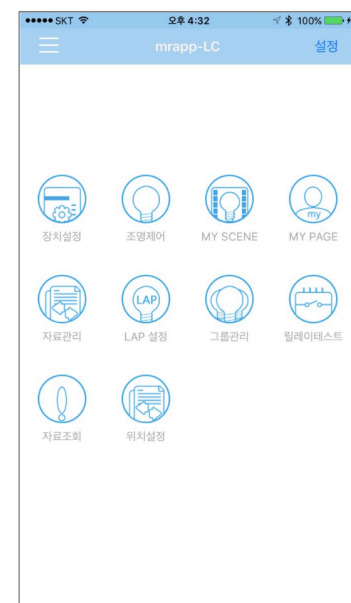 SKT 오후 4:32 100%
mrapp-LC 설정
my
장치설정 조명제어 MY SCENE MY PAGE
LAP
자료관리 LAP 설정 그룹관리 릴레이테스트
자료조회 위치설정